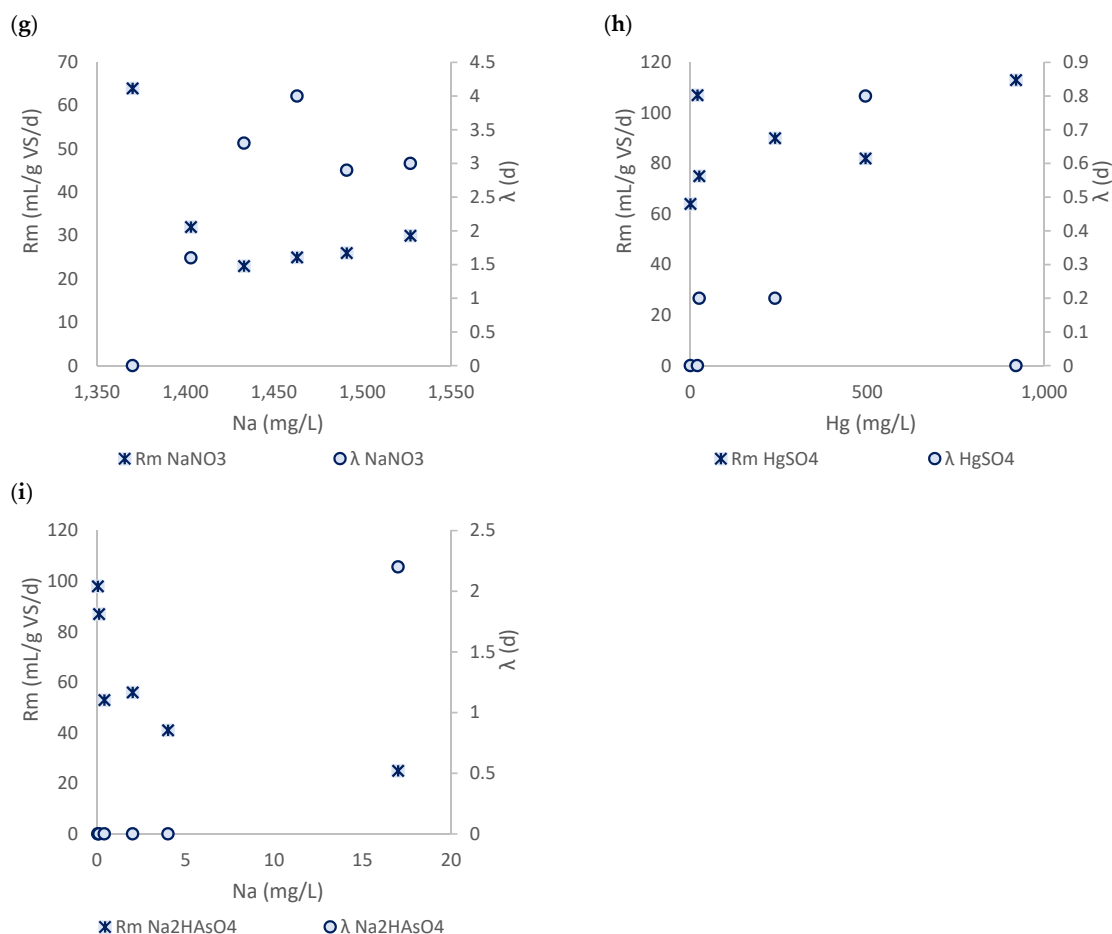 (g)
70
60
50
40
30
20
10
0
Rm (mL/g VS/d)
4.5
4
3.5
3
2.5
2
1.5
1
0.5
0
λ (d)
1,350 1,400 1,450 1,500 1,550
Na (mg/L)
Rm NaNO3 λ NaNO3
(h)
120
100
80
60
40
20
0
Rm (mL/g VS/d)
0.9
0.8
0.7
0.6
0.5
0.4
0.3
0.2
0.1
0
λ (d)
0 500 1,000
Hg (mg/L)
Rm HgSO4 λ HgSO4
(i)
120
100
80
60
40
20
0
Rm (mL/g VS/d)
2.5
2
1.5
1
0.5
0
λ (d)
0 5 10 15 20
Na (mg/L)
Rm Na2HAsO4 λ Na2HAsO4